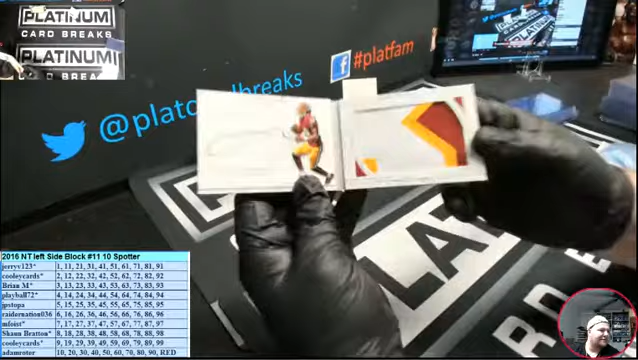 PLATINUM
CARD BREAKS
PLATINUM
CARD BREAKS
#platfam
2016 NT left Side Block #11 10 Spotter
jerryv123* 1, 11, 21, 31, 41, 51, 61, 71, 81, 91
cooleycards* 2, 12, 22, 32, 42, 52, 62, 72, 82, 92
Brian M* 3, 13, 23, 33, 43, 53, 63, 73, 83, 93
playball72* 4, 14, 24, 34, 44, 54, 64, 74, 84, 94
jpstopa 5, 15, 25, 35, 45, 55, 65, 75, 85, 95
raidernation036 6, 16, 26, 36, 46, 56, 66, 76, 86, 96
mfoist* 7, 17, 27, 37, 47, 57, 67, 77, 87, 97
Shaun Bratton* 8, 18, 28, 38, 48, 58, 68, 78, 88, 98
cooleycards* 9, 19, 29, 39, 49, 59, 69, 79, 89, 99
adamroter 10, 20, 30, 40, 50, 60, 70, 80, 90, RED